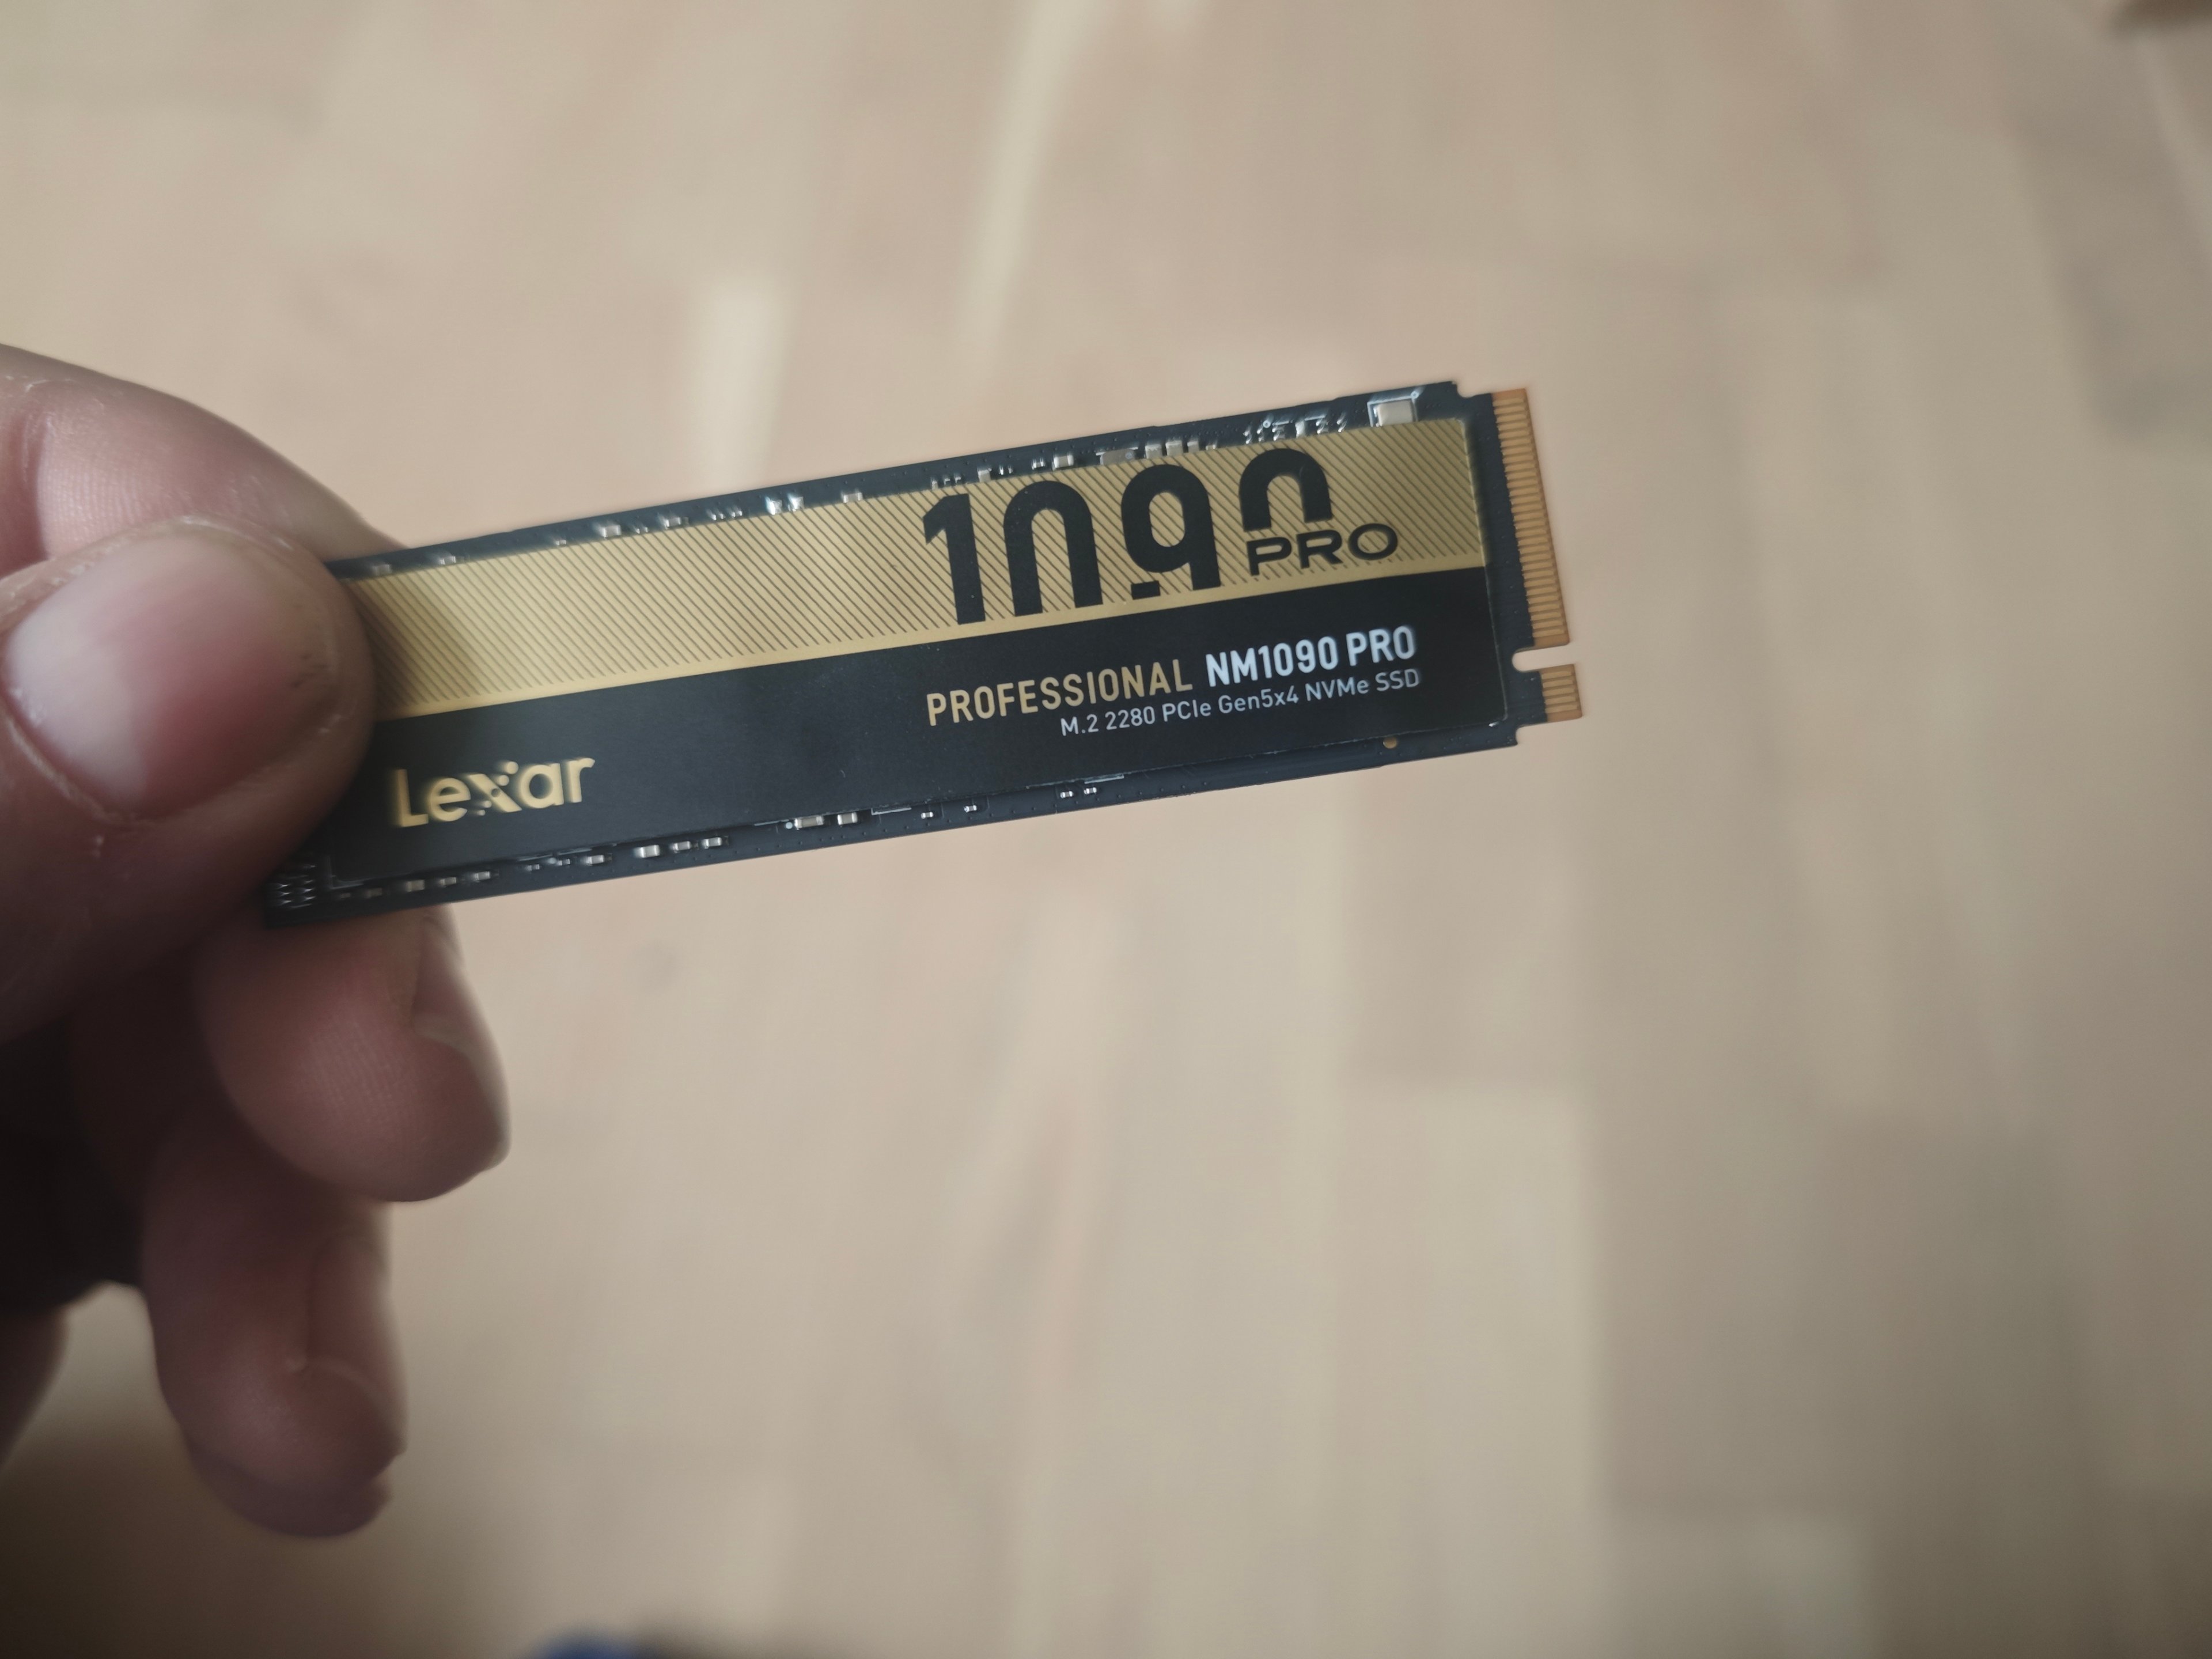 1090
PRO
PROFESSIONAL NM1090 PRO
M.2 2280 PCIe Gen5x4 NVMe SSD
Lexar